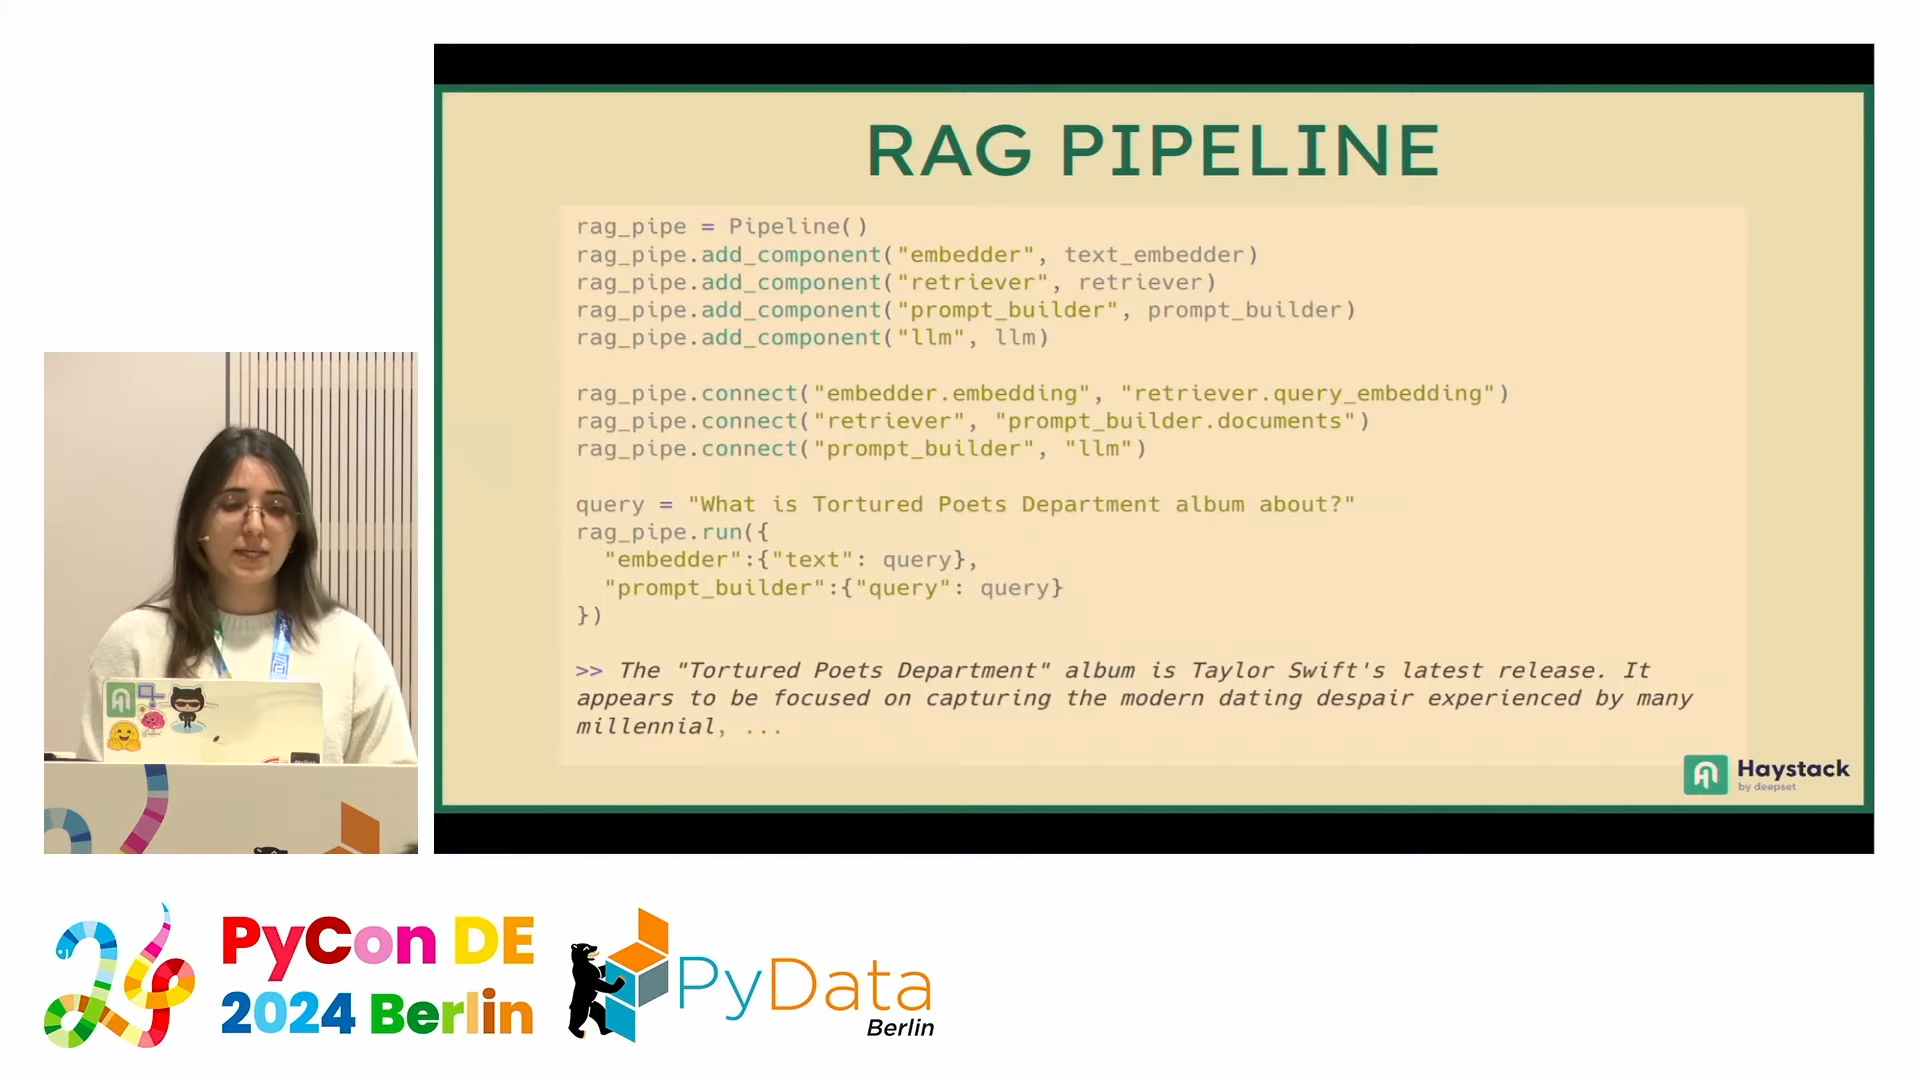 RAG PIPELINE
rag_pipe = Pipeline()
rag_pipe.add_component("embedder", text_embedder)
rag_pipe.add_component("retriever", retriever)
rag_pipe.add_component("prompt_builder", prompt_builder)
rag_pipe.add_component("llm", llm)
rag_pipe.connect("embedder.embedding", "retriever.query_embedding")
rag_pipe.connect("retriever", "prompt_builder.documents")
rag_pipe.connect("prompt_builder", "llm")
query = "What is Tortured Poets Department album about?"
rag_pipe.run({
"embedder":{"text": query},
"prompt_builder":{"query": query}
})
>> The "Tortured Poets Department" album is Taylor Swift's latest release. It
appears to be focused on capturing the modern dating despair experienced by many
millennial, ...
Haystack
by deepset
PyCon DE
2024 Berlin
PyData
Berlin